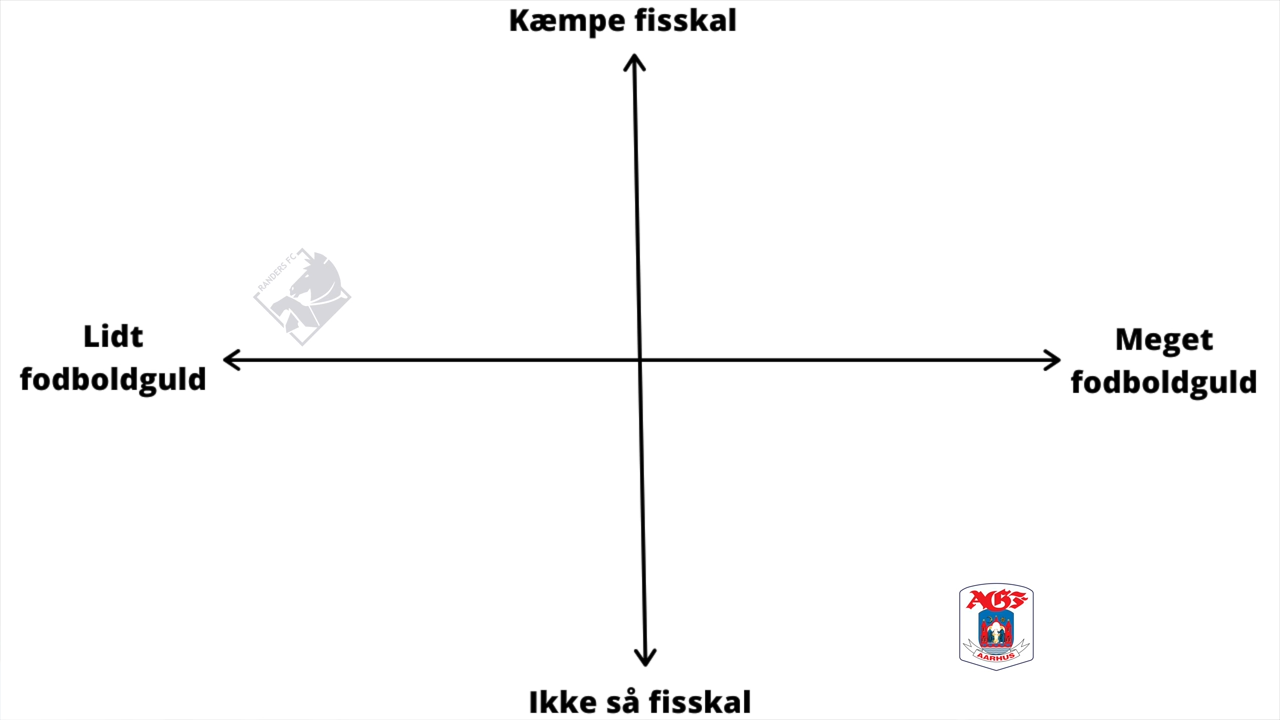 Kæmpe fisskal
RANDERS FC
Lidt
fodboldguld
Meget
fodboldguld
AGF
AARHUS
Ikke så fisskal